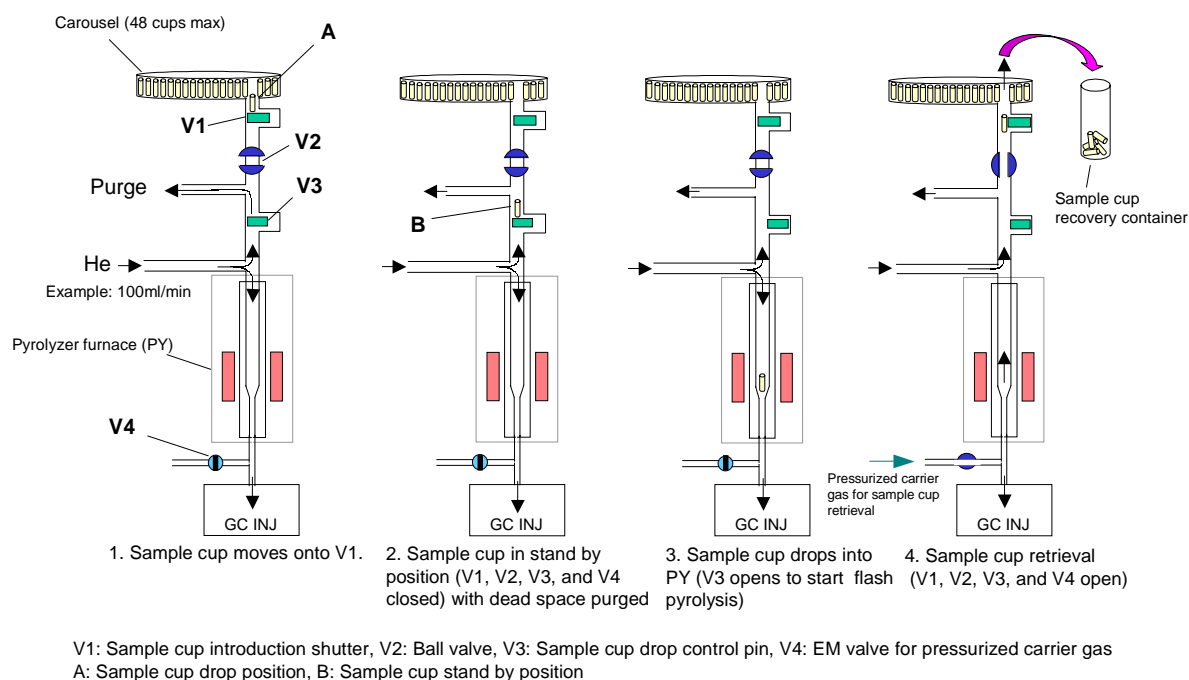 Carousel (48 cups max)
A
V1
V2
Purge
V3
B
He
Example: 100ml/min
Pyrolyzer furnace (PY)
V4
Sample cup
recovery container
Pressurized carrier
gas for sample cup
retrieval
GC INJ
GC INJ
GC INJ
GC INJ
1. Sample cup moves onto V1.
2. Sample cup in stand by
position (V1, V2, V3, and V4
closed) with dead space purged
3. Sample cup drops into
PY (V3 opens to start flash
pyrolysis)
4. Sample cup retrieval
(V1, V2, V3, and V4 open)
V1: Sample cup introduction shutter, V2: Ball valve, V3: Sample cup drop control pin, V4: EM valve for pressurized carrier gas
A: Sample cup drop position, B: Sample cup stand by position